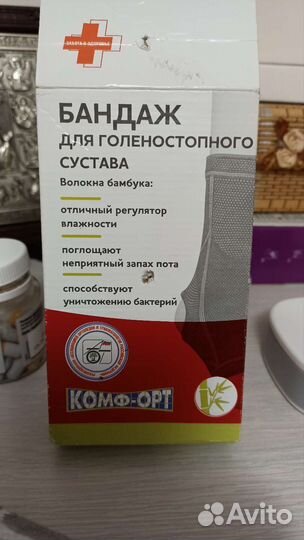 ЗАБОТА О ЗДОРОВЬЕ
БАНДАЖ
ДЛЯ ГОЛЕНОСТОПНОГО
СУСТАВА
Волокна бамбука:
отличный регулятор
влажности
поглощают
неприятный запах пота
способствуют
уничтожению бактерий
КОМФ-ОРТ
Avito